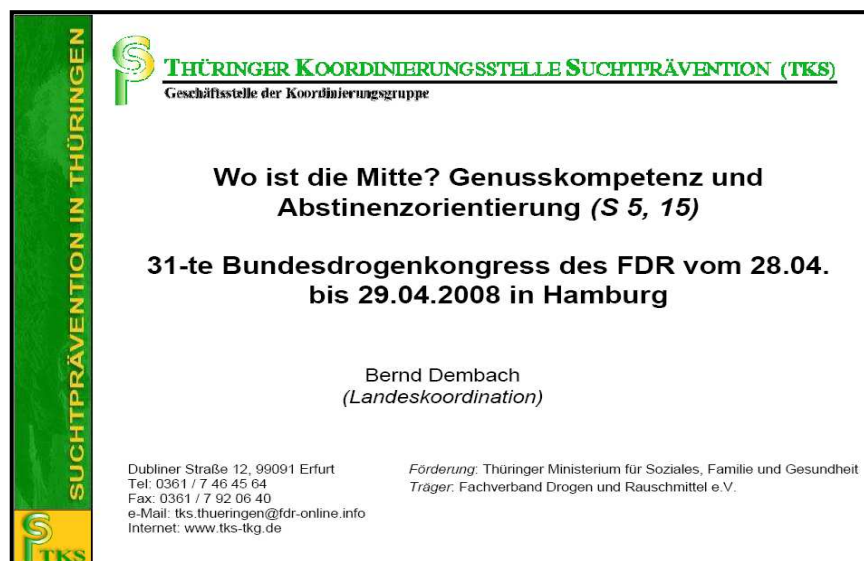 SUCHTPRÄVENTION IN THÜRINGEN
THÜRINGER KOORDINIERUNGSSTELLE SUCHTPRÄVENTION (TKS)
Geschäftsstelle der Koordinierungsgruppe
Wo ist die Mitte? Genusskompetenz und
Abstinenzorientierung (S 5, 15)
31-te Bundesdrogenkongress des FDR vom 28.04.
bis 29.04.2008 in Hamburg
Bernd Dembach
(Landeskoordination)
Dubliner Straße 12, 99091 Erfurt
Tel: 0361 / 7 46 45 64
Fax: 0361 / 7 92 06 40
e-Mail: tks.thueringen@fdr-online.info
Internet: www.tks-tkg.de
Förderung: Thüringer Ministerium für Soziales, Familie und Gesundheit
Träger: Fachverband Drogen und Rauschmittel e.V.
TKS